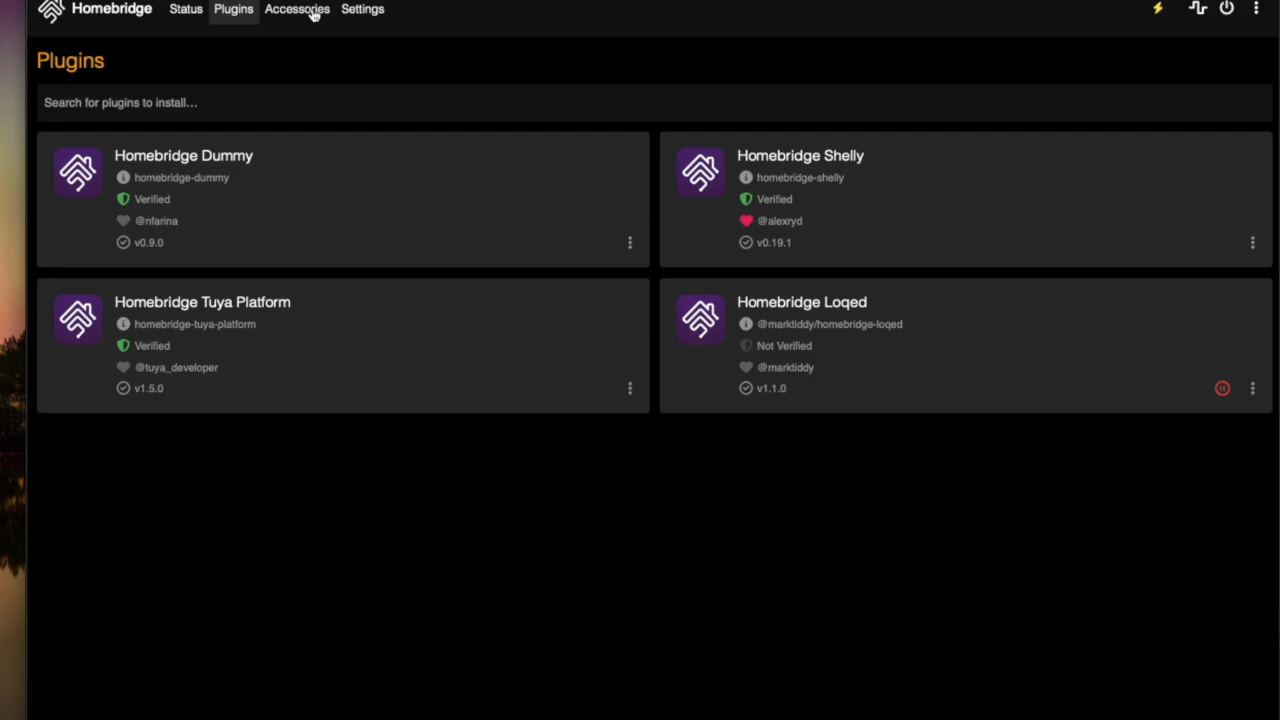 Homebridge Status Plugins Accessories Settings
Plugins
Search for plugins to install...
Homebridge Dummy
homebridge-dummy
Verified
@nfarina
v0.9.0
Homebridge Shelly
homebridge-shelly
Verified
@alexryd
v0.19.1
Homebridge Tuya Platform
homebridge-tuya-platform
Verified
@tuya_developer
v1.5.0
Homebridge Loqed
@marktiddy/homebridge-loqed
Not Verified
@marktiddy
v1.1.0